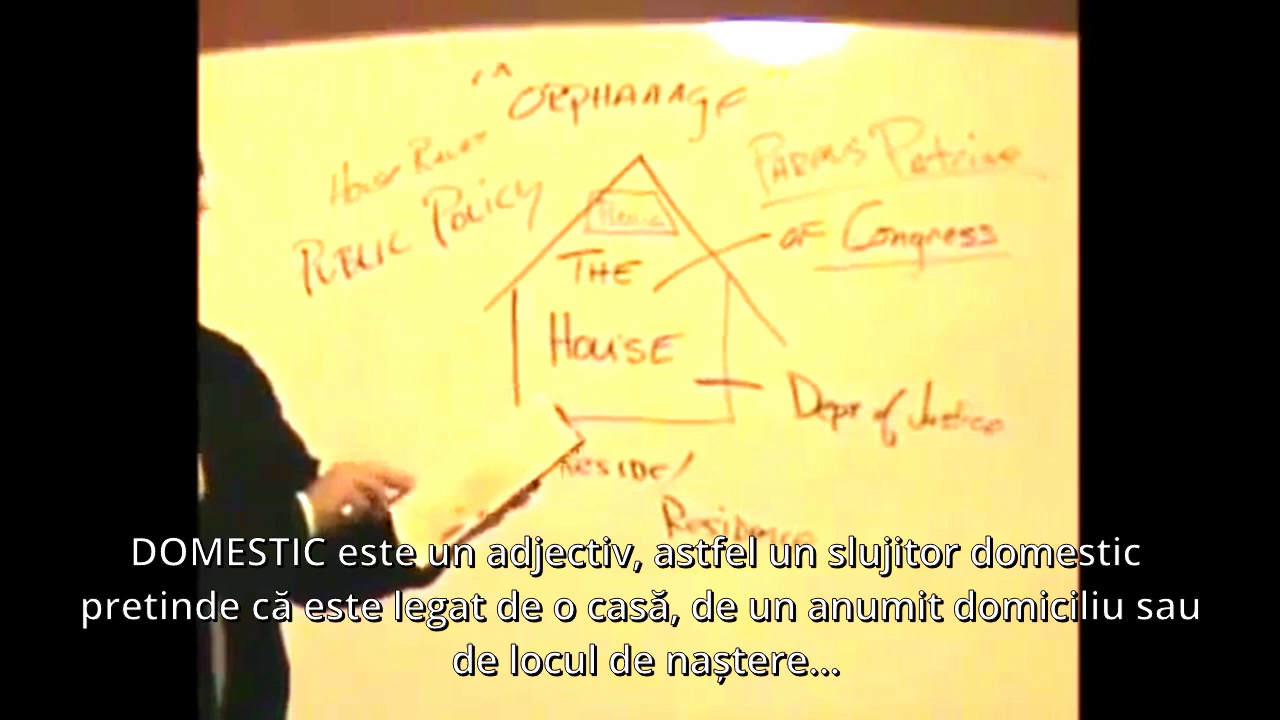 ORPHANAGE
House Rules
PUBLIC POLICY
PARENS Patriae
OF Congress
THE
HOUSE
Dept of Justice
RESIDE/
Residence
DOMESTIC este un adjectiv, astfel un slujitor domestic
pretinde că este legat de o casă, de un anumit domiciliu sau
de locul de naștere...